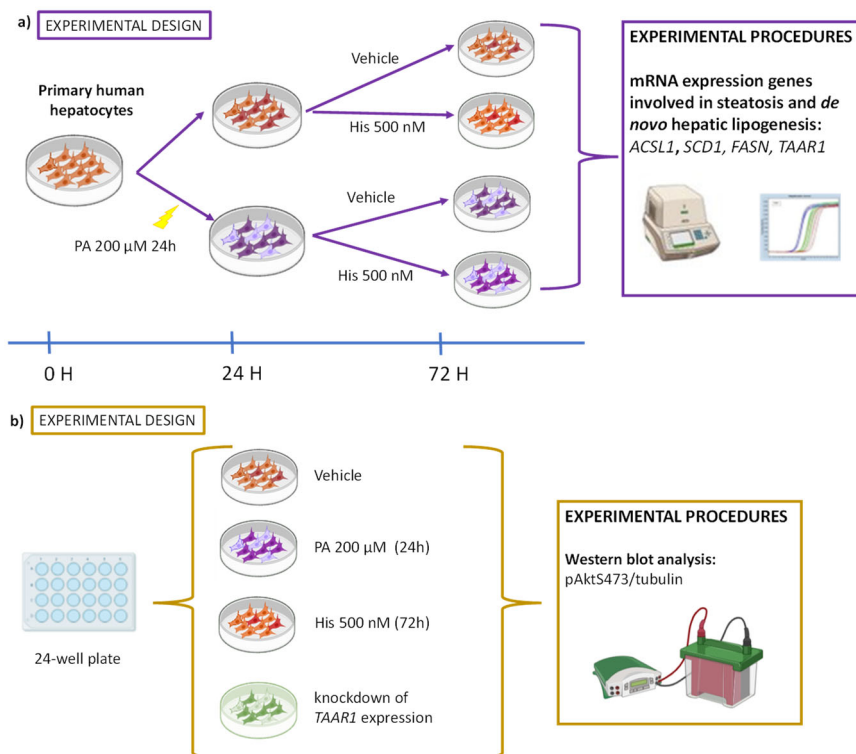 a) EXPERIMENTAL DESIGN
Primary human
hepatocytes
PA 200 µM 24h
Vehicle
His 500 nM
Vehicle
His 500 nM
EXPERIMENTAL PROCEDURES
mRNA expression genes
involved in steatosis and de
novo hepatic lipogenesis:
ACSL1, SCD1, FASN, TAAR1
0 H
24 H
72 H
b) EXPERIMENTAL DESIGN
24-well plate
Vehicle
PA 200 µM (24h)
His 500 nM (72h)
knockdown of
TAAR1 expression
EXPERIMENTAL PROCEDURES
Western blot analysis:
pAktS473/tubulin